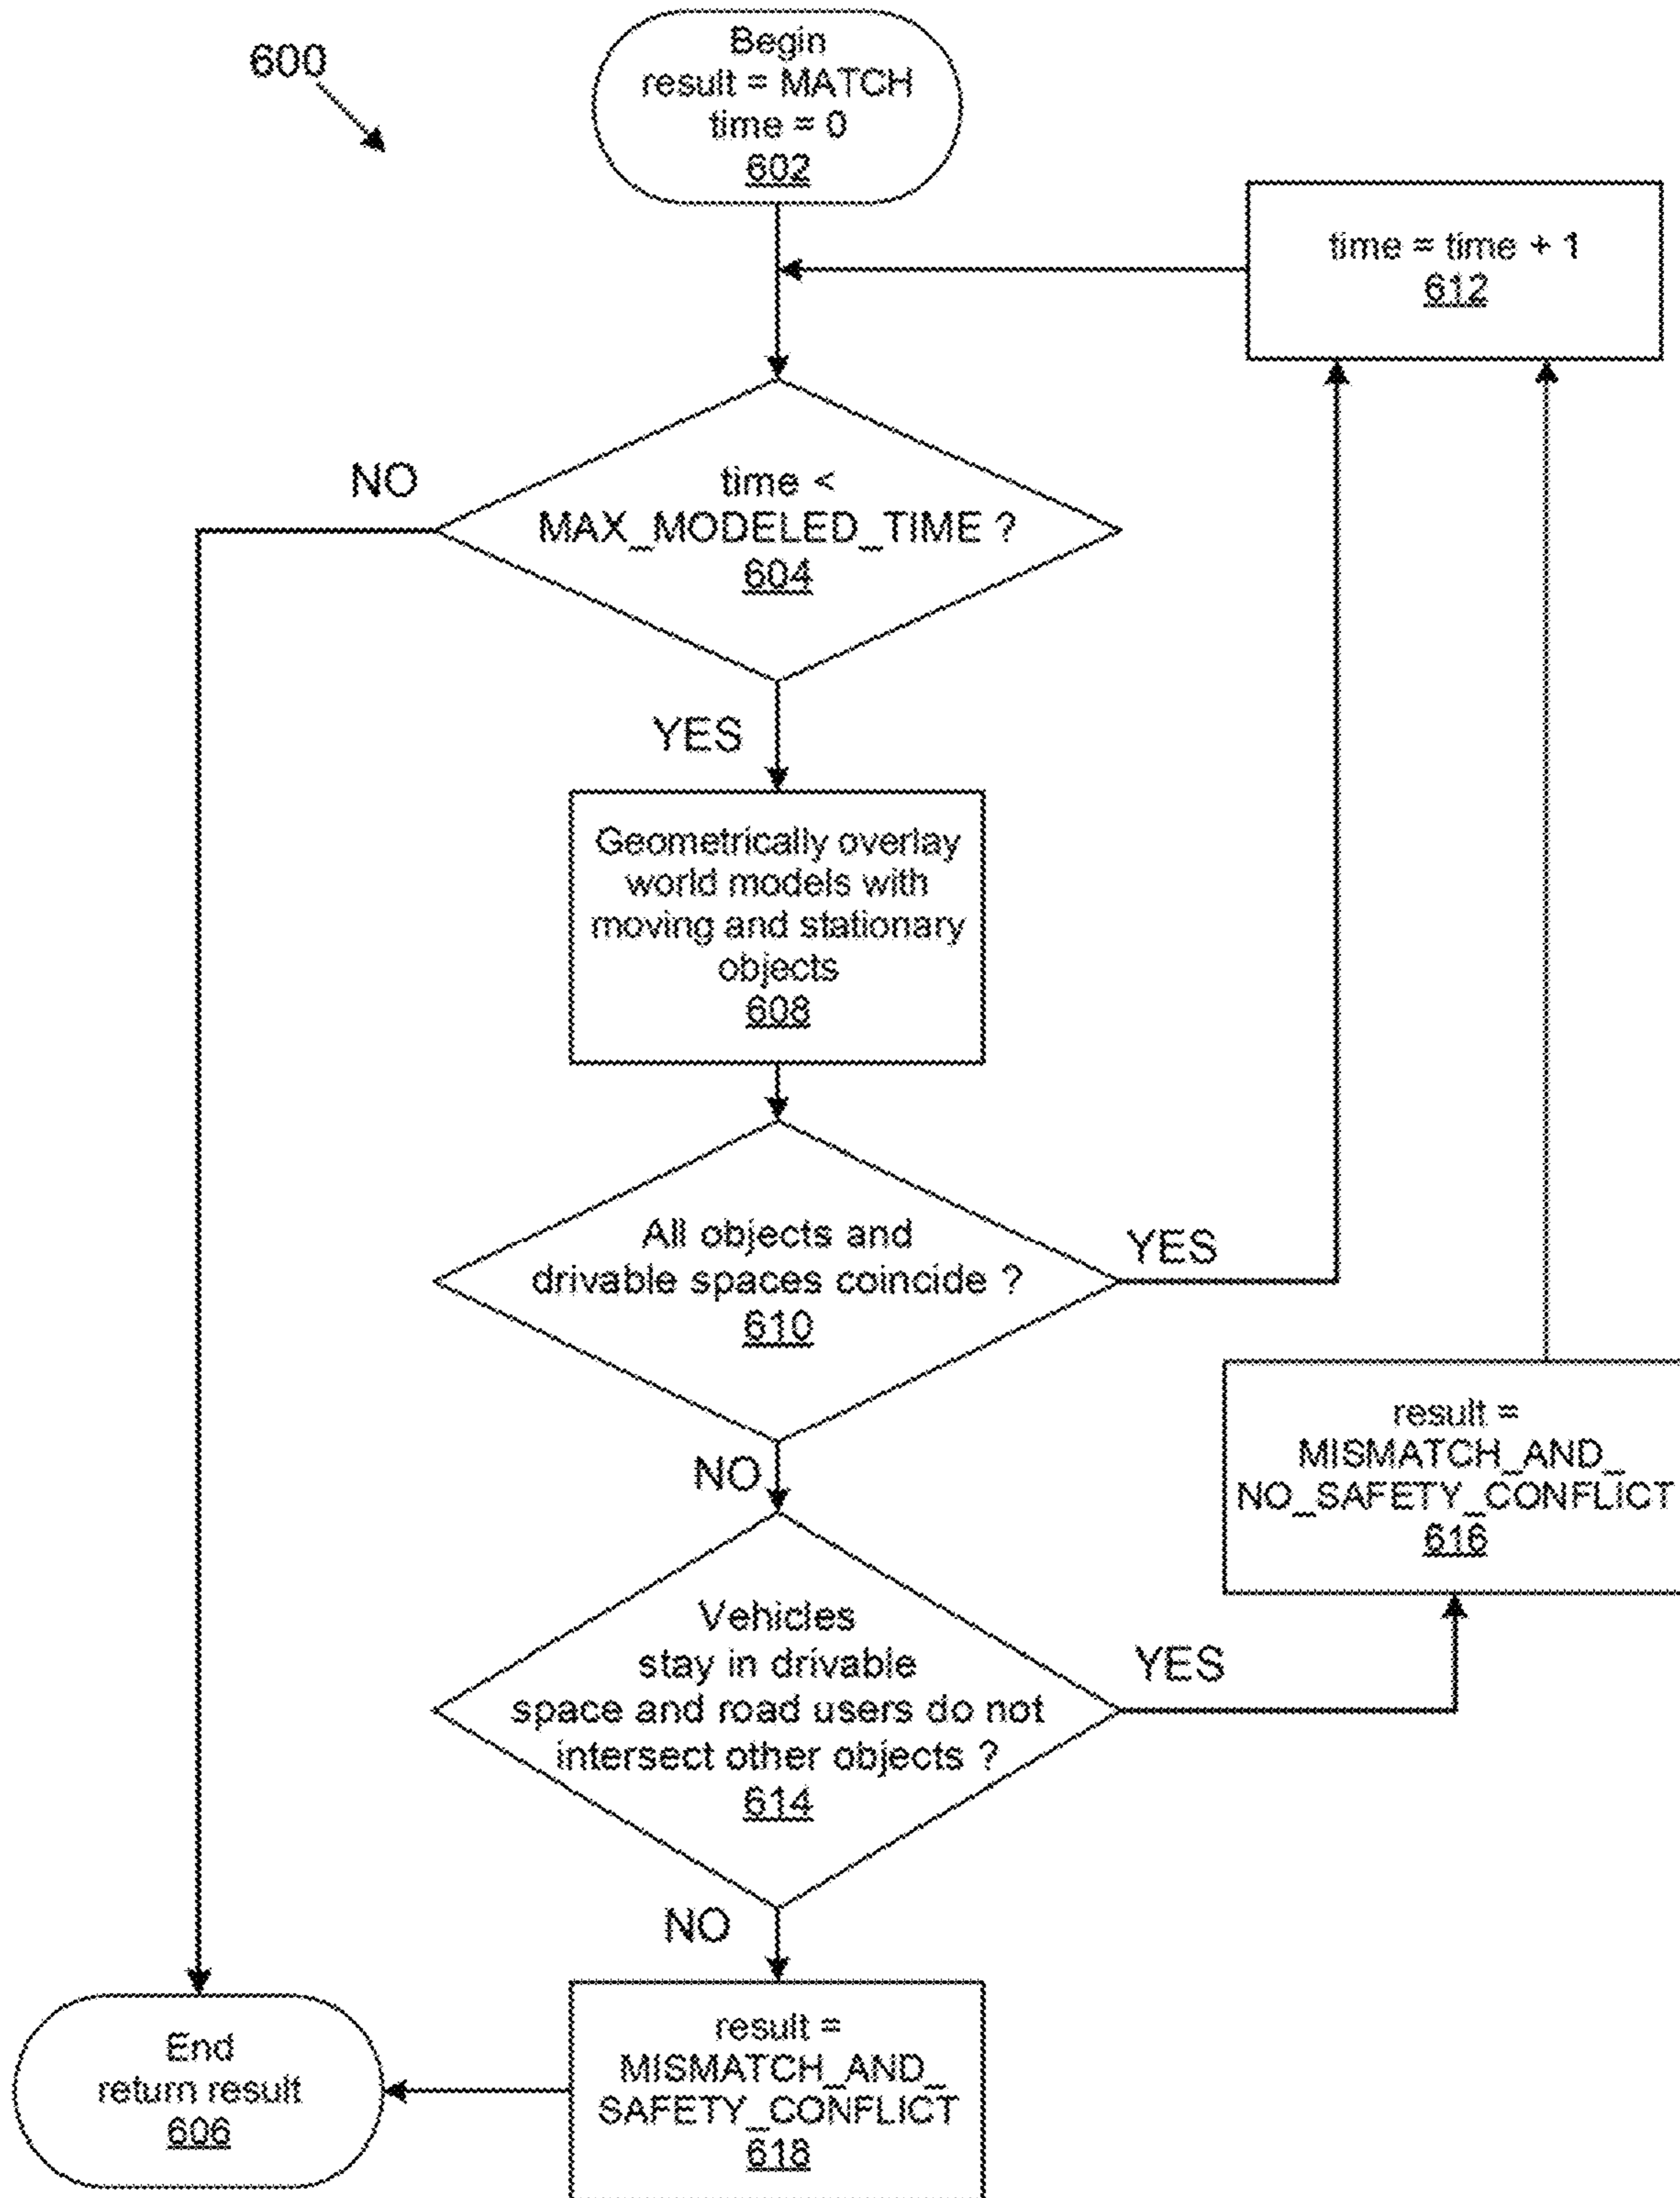 600
Begin
result = MATCH
time = 0
602
time = time + 1
612
NO
time <
MAX_MODELED_TIME ?
604
YES
Geometrically overlay
world models with
moving and stationary
objects
608
All objects and
drivable spaces coincide ?
610
YES
NO
result =
MISMATCH_AND_
NO_SAFETY_CONFLICT
616
Vehicles
stay in drivable
space and road users do not
intersect other objects ?
614
YES
NO
End
return result
606
result =
MISMATCH_AND_
SAFETY_CONFLICT
618